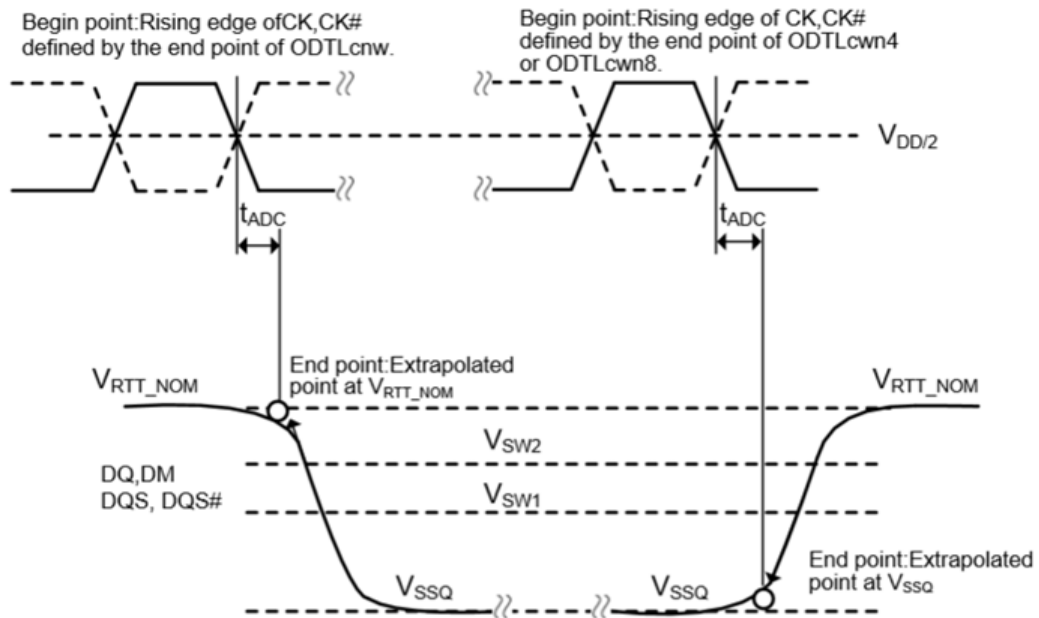 Begin point:Rising edge ofCK,CK#
defined by the end point of ODTLcnw.
Begin point:Rising edge of CK,CK#
defined by the end point of ODTLcwn4
or ODTLcwn8.
VDD/2
tADC
tADC
End point:Extrapolated
point at VRTT_NOM
VRTT_NOM
VRTT_NOM
VSW2
DQ,DM
DQS, DQS#
VSW1
End point:Extrapolated
point at VSSQ
VSSQ
VSSQ